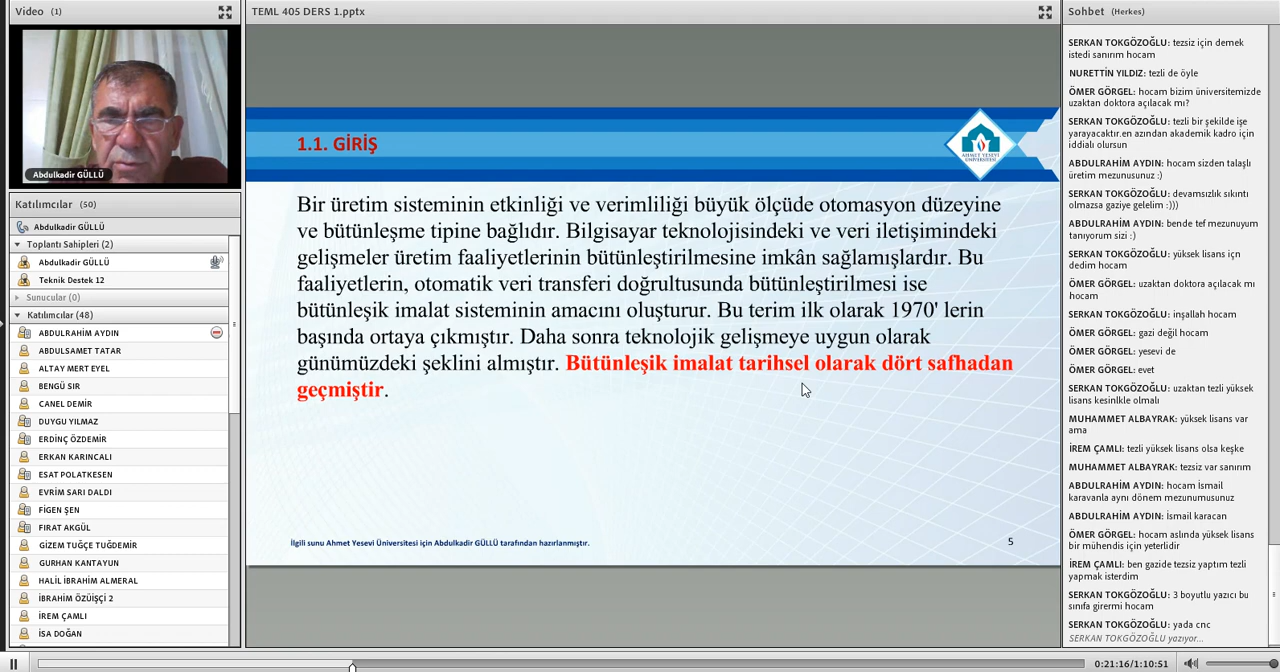 Video (1)
Abdulkadir GÜLLÜ
Katılımcılar (50)
Abdulkadir GÜLLÜ
Toplantı Sahipleri (2)
Abdulkadir GÜLLÜ
Teknik Destek 12
Sunucular (0)
Katılımcılar (48)
ABDULRAHİM AYDIN
ABDULSAMET TATAR
ALTAY MERT EYEL
BENGÜ SIR
CANEL DEMİR
DUYGU YILMAZ
ERDİNÇ ÖZDEMİR
ERKAN KARINCALI
ESAT POLATKESEN
EVRİM SARI DALDI
FİGEN ŞEN
FIRAT AKGÜL
GİZEM TUĞÇE TUĞDEMİR
GURHAN KANTAYUN
HALİL İBRAHİM ALMERAL
İBRAHİM ÖZÜİŞÇİ 2
İREM ÇAMLI
İSA DOĞAN
TEML 405 DERS 1.pptx
1.1. GİRİŞ
AHMET YESEVİ
ÜNİVERSİTESİ
Bir üretim sisteminin etkinliği ve verimliliği büyük ölçüde otomasyon düzeyine
ve bütünleşme tipine bağlıdır. Bilgisayar teknolojisindeki ve veri iletişimindeki
gelişmeler üretim faaliyetlerinin bütünleştirilmesine imkân sağlamışlardır. Bu
faaliyetlerin, otomatik veri transferi doğrultusunda bütünleştirilmesi ise
bütünleşik imalat sisteminin amacını oluşturur. Bu terim ilk olarak 1970' lerin
başında ortaya çıkmıştır. Daha sonra teknolojik gelişmeye uygun olarak
günümüzdeki şeklini almıştır. Bütünleşik imalat tarihsel olarak dört safhadan
geçmiştir.
İlgili sunu Ahmet Yesevi Üniversitesi için Abdulkadir GÜLLÜ tarafından hazırlanmıştır.
5
Sohbet (Herkes)
SERKAN TOKGÖZOĞLU: tezsiz için demek
istedi sanırım hocam
NURETTİN YILDIZ: tezli de öyle
ÖMER GÖRGEL: hocam bizim üniversitemizde
uzaktan doktora açılacak mı?
SERKAN TOKGÖZOĞLU: tezli bir şekilde işe
yarayacaktır.en azından akademik kadro için
iddialı olursun
ABDULRAHİM AYDIN: hocam sizden talaşlı
üretim mezunusunuz :)
SERKAN TOKGÖZOĞLU: devamsızlık sıkıntı
olmazsa gaziye gelelim :)))
ABDULRAHİM AYDIN: bende tef mezunuyum
tanıyorum sizi :)
SERKAN TOKGÖZOĞLU: yüksek lisans içn
dedim hocam
ÖMER GÖRGEL: uzaktan doktora açılacak mı
hocam
SERKAN TOKGÖZOĞLU: inşallah hocam
ÖMER GÖRGEL: gazi değil hocam
ÖMER GÖRGEL: yesevi de
ÖMER GÖRGEL: evet
SERKAN TOKGÖZOĞLU: uzaktan tezli yüksek
lisans kesinlkle olmalı
MUHAMMET ALBAYRAK: yüksek lisans var
ama
İREM ÇAMLI: tezli yüksek lisans olsa keşke
MUHAMMET ALBAYRAK: tezsiz var sanırım
ABDULRAHİM AYDIN: hocam İsmail
karavanla aynı dönem mezunumusunuz
ABDULRAHİM AYDIN: İsmail karacan
ÖMER GÖRGEL: hocam aslında yüksek lisans
bir mühendis için yeterlidir
İREM ÇAMLI: ben gazide tezsiz yaptım tezli
yapmak isterdim
SERKAN TOKGÖZOĞLU: 3 boyutlu yazıcı bu
sınıfa girermi hocam
SERKAN TOKGÖZOĞLU: yada cnc
SERKAN TOKGÖZOĞLU yazıyor...
0:21:16/1:10:51